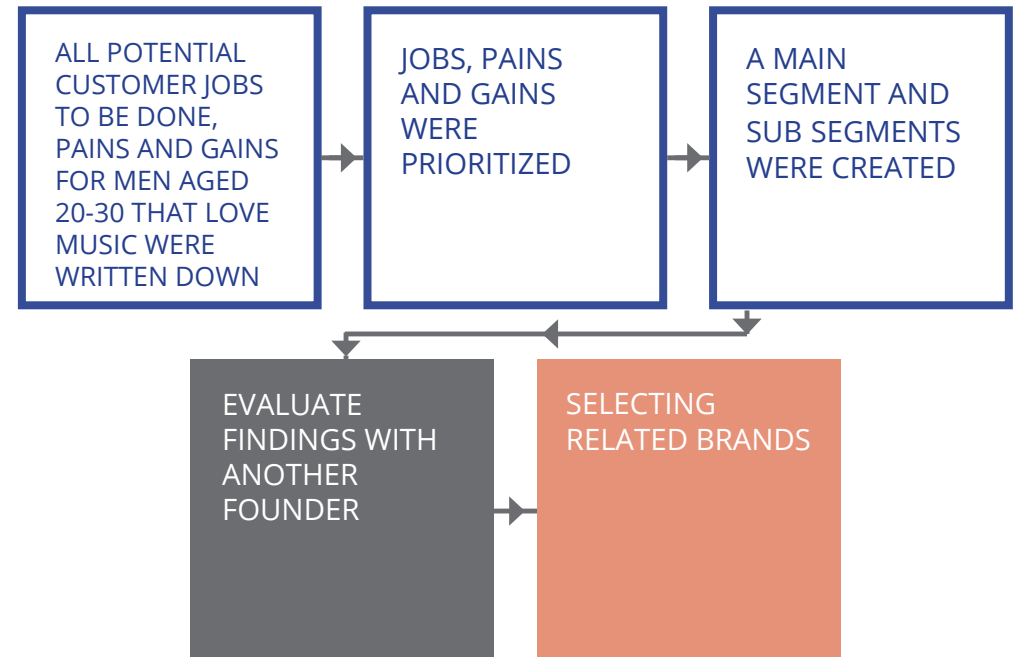 ALL POTENTIAL
CUSTOMER JOBS
TO BE DONE,
PAINS AND GAINS
FOR MEN AGED
20-30 THAT LOVE
MUSIC WERE
WRITTEN DOWN
JOBS, PAINS
AND GAINS
WERE
PRIORITIZED
A MAIN
SEGMENT AND
SUB SEGMENTS
WERE CREATED
EVALUATE
FINDINGS WITH
ANOTHER
FOUNDER
SELECTING
RELATED BRANDS